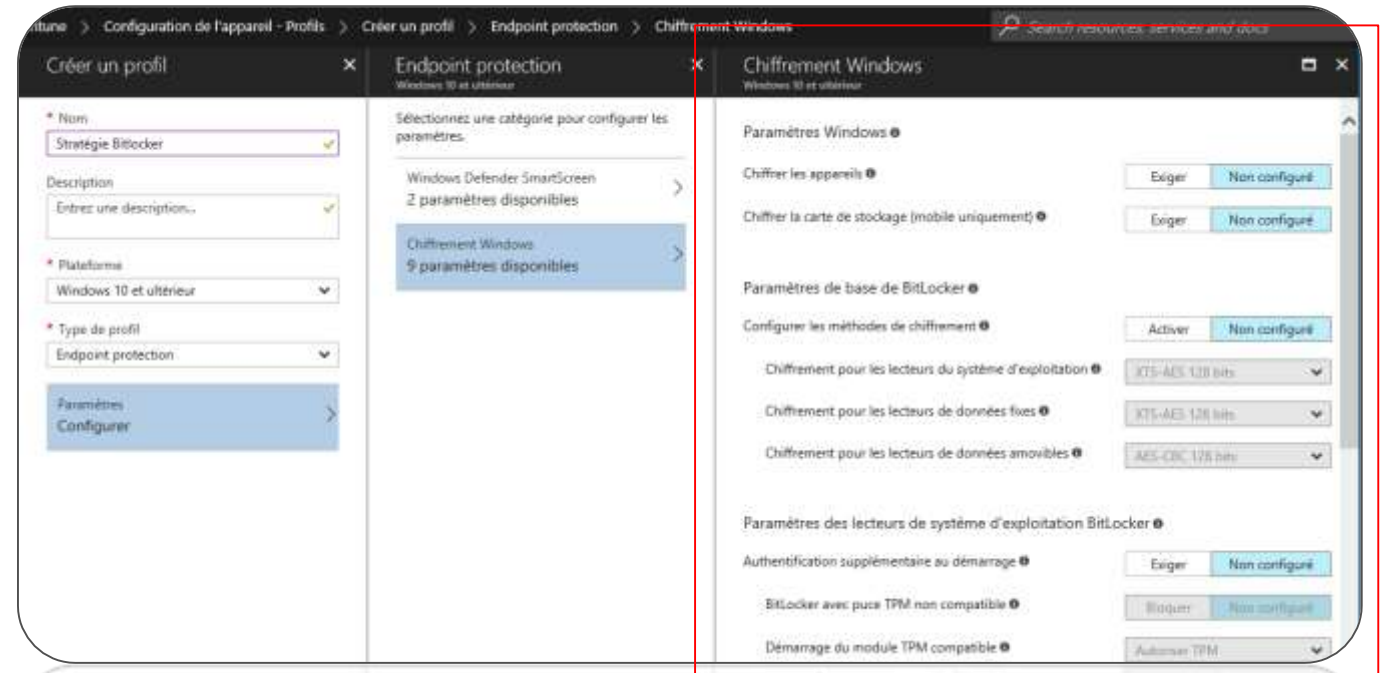 ntune > Configuration de l'appareil - Profils > Créer un profil > Endpoint protection > Chiffrement Windows
Search resources, services and docs
Créer un profil
* Nom
Stratégie Bitlocker
Description
Entrez une description...
* Plateforme
Windows 10 et ultérieur
* Type de profil
Endpoint protection
Paramètres
Configurer
Endpoint protection
Windows 10 et ultérieur
Sélectionnez une catégorie pour configurer les
paramètres.
Windows Defender SmartScreen
2 paramètres disponibles
Chiffrement Windows
9 paramètres disponibles
Chiffrement Windows
Windows 10 et ultérieur
Paramètres Windows
Chiffrer les appareils Exiger Non configuré
Chiffrer la carte de stockage (mobile uniquement) Exiger Non configuré
Paramètres de base de BitLocker
Configurer les méthodes de chiffrement Activer Non configuré
Chiffrement pour les lecteurs du système d'exploitation XTS-AES 128 bits
Chiffrement pour les lecteurs de données fixes XTS-AES 128 bits
Chiffrement pour les lecteurs de données amovibles AES-CBC 128 bits
Paramètres des lecteurs de système d'exploitation BitLocker
Authentification supplémentaire au démarrage Exiger Non configuré
BitLocker avec puce TPM non compatible Bloquer Non configuré
Démarrage du module TPM compatible Autoriser TPM